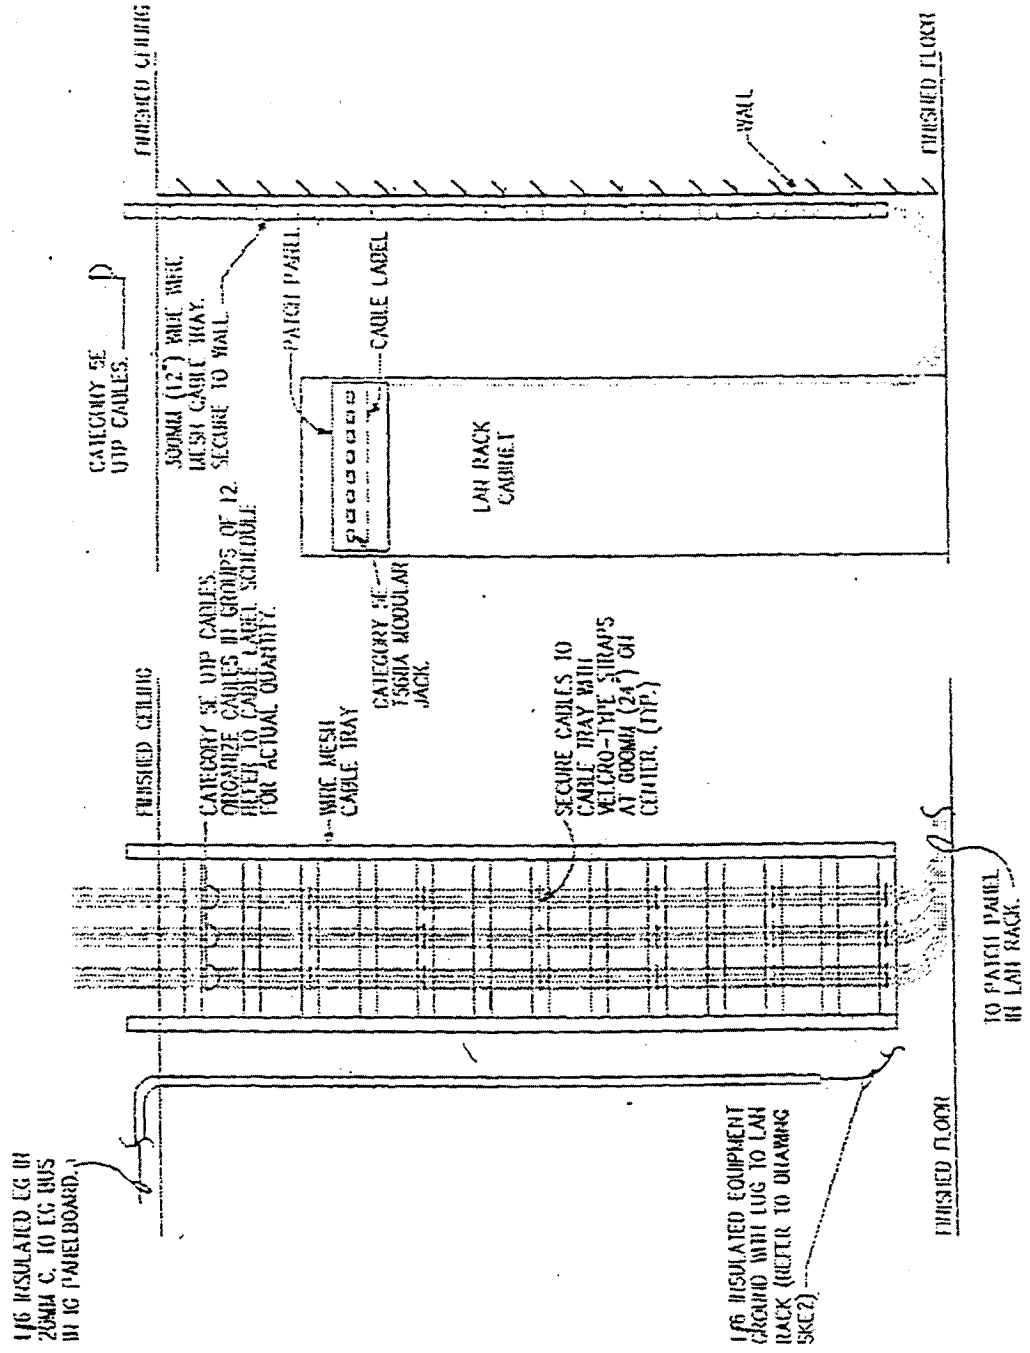 1/6 INSULATED EG IN
20MM C. TO EG BUS
IN IG PANELBOARD.
FINISHED CEILING
CATEGORY 5E UTP CABLES.
ORGANIZE CABLES IN GROUPS OF 12.
REFER TO CABLE LABEL SCHEDULE
FOR ACTUAL QUANTITY.
WIRE MESH
CABLE TRAY
SECURE CABLES TO
CABLE TRAY WITH
VELCRO-TYPE STRAPS
AT 600MM (24") ON
CENTER. (TYP.)
1/6 INSULATED EQUIPMENT
GROUND WITH LUG TO LAN
RACK (REFER TO DRAWING
SKE2)
FINISHED FLOOR
TO PATCH PANEL
IN LAN RACK.
CATEGORY 5E
UTP CABLES.
FINISHED CEILING
300MM (12") WIDE WIRE
MESH CABLE TRAY.
SECURE TO WALL.
PATCH PANEL
CABLE LABEL
CATEGORY 5E
T568A MODULAR
JACK.
LAN RACK
CABINET
WALL
FINISHED FLOOR